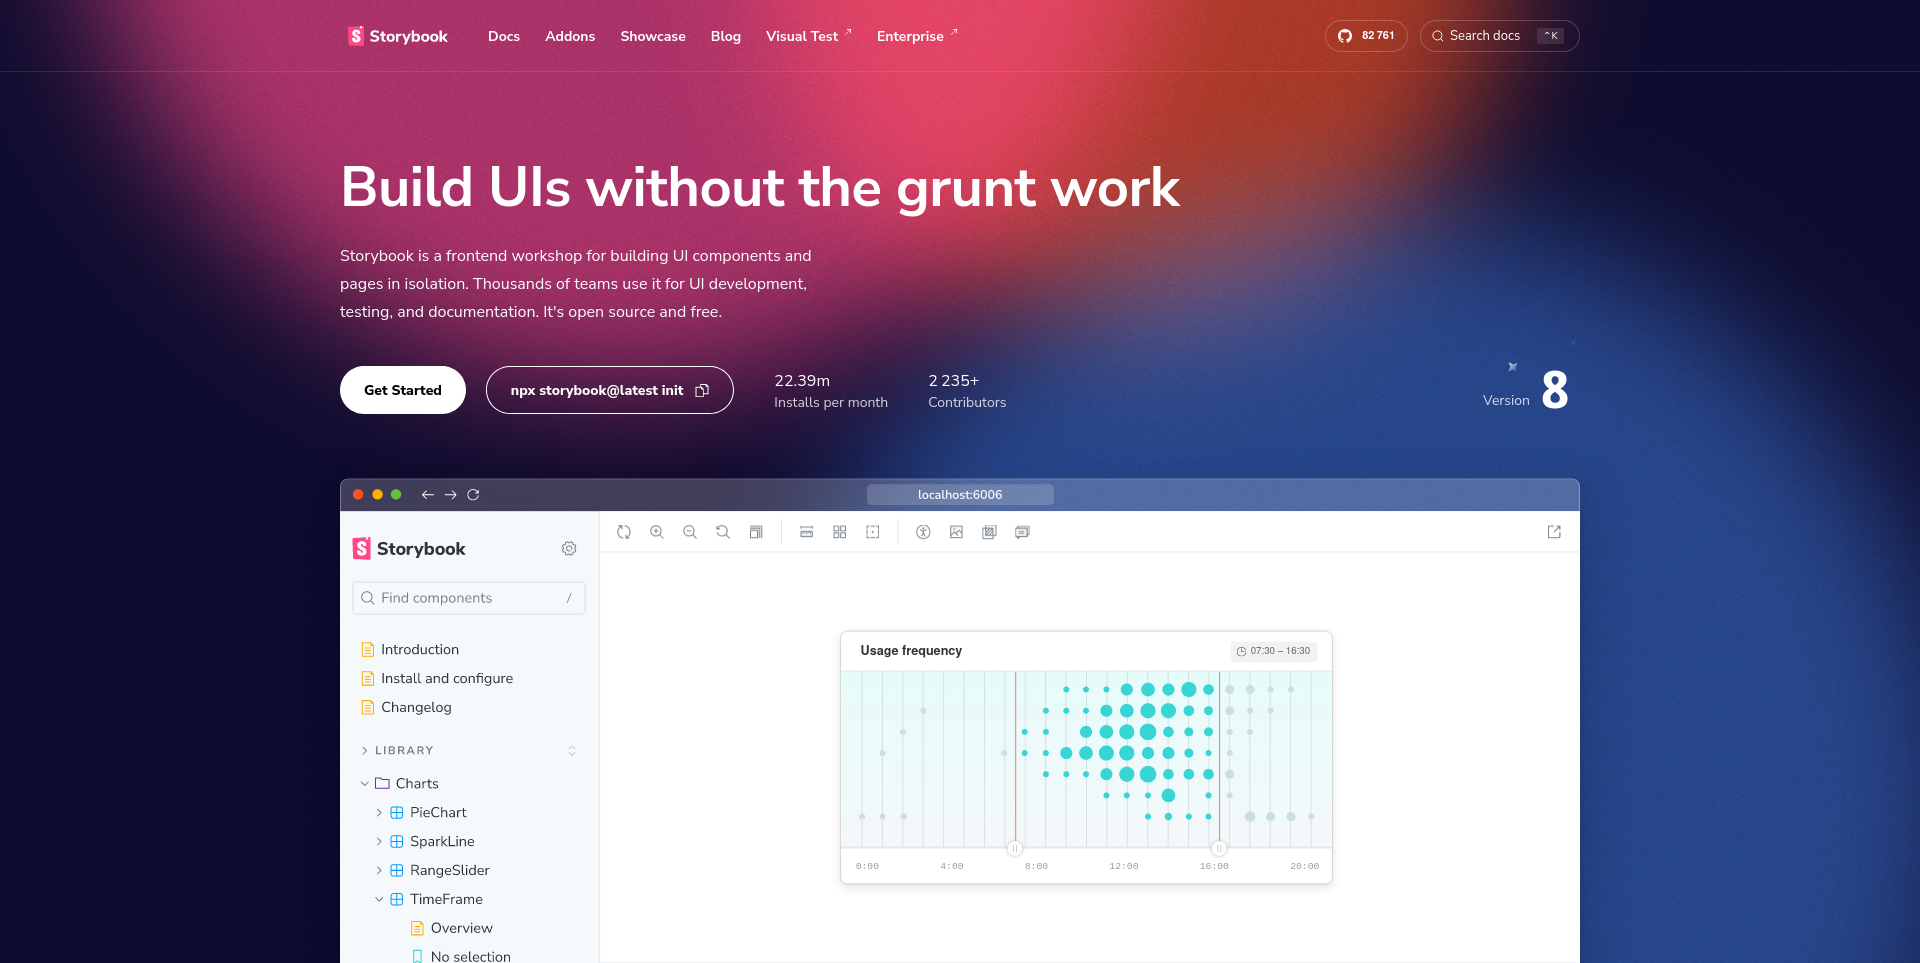 Storybook Docs Addons Showcase Blog Visual Test Enterprise 82 761 Search docs ⌃ K
Build UIs without the grunt work
Storybook is a frontend workshop for building UI components and
pages in isolation. Thousands of teams use it for UI development,
testing, and documentation. It's open source and free.
Get Started
npx storybook@latest init
22.39m
Installs per month
2 235+
Contributors
Version 8
localhost:6006
Storybook
Find components /
Introduction
Install and configure
Changelog
LIBRARY
Charts
PieChart
SparkLine
RangeSlider
TimeFrame
Overview
No selection
Usage frequency 07:30 – 16:30
0:00 4:00 8:00 12:00 16:00 20:00